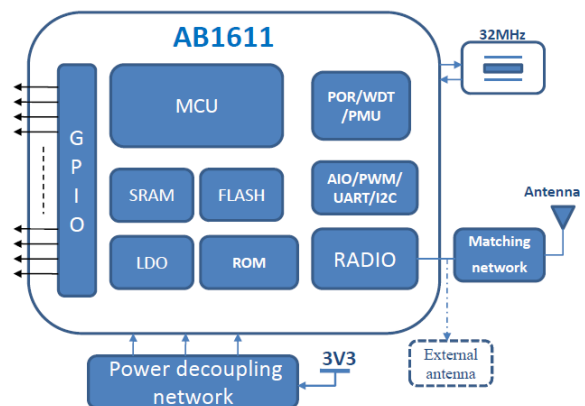 AB1611
32MHz
MCU
POR/WDT
/PMU
GPIO
SRAM
FLASH
AIO/PWM/
UART/I2C
Antenna
LDO
ROM
RADIO
Matching
network
External
antenna
Power decoupling
network
3V3